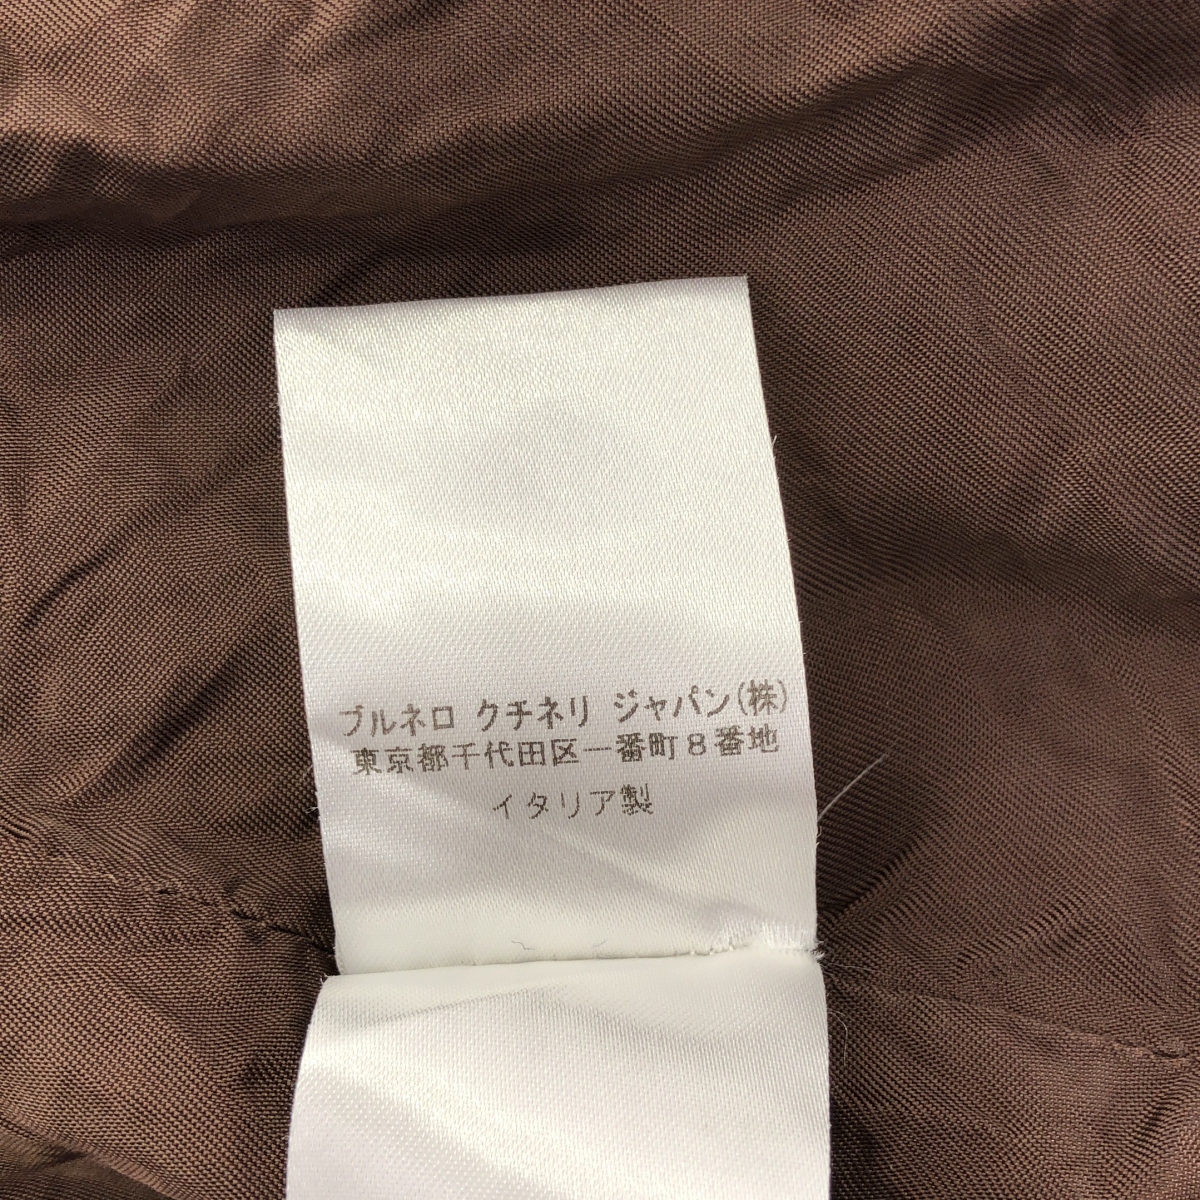 ブルネロ クチネリ ジャパン(株)
東京都千代田区一番町８番地
イタリア製